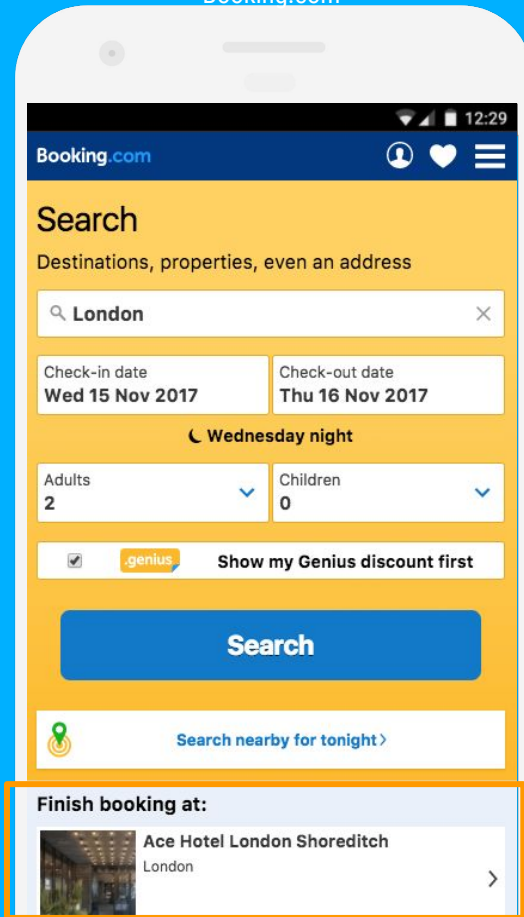 Booking.com
12:29
Booking.com
Search
Destinations, properties, even an address
London
Check-in date
Wed 15 Nov 2017
Check-out date
Thu 16 Nov 2017
Wednesday night
Adults
2
Children
0
.genius Show my Genius discount first
Search
Search nearby for tonight
Finish booking at:
Ace Hotel London Shoreditch
London